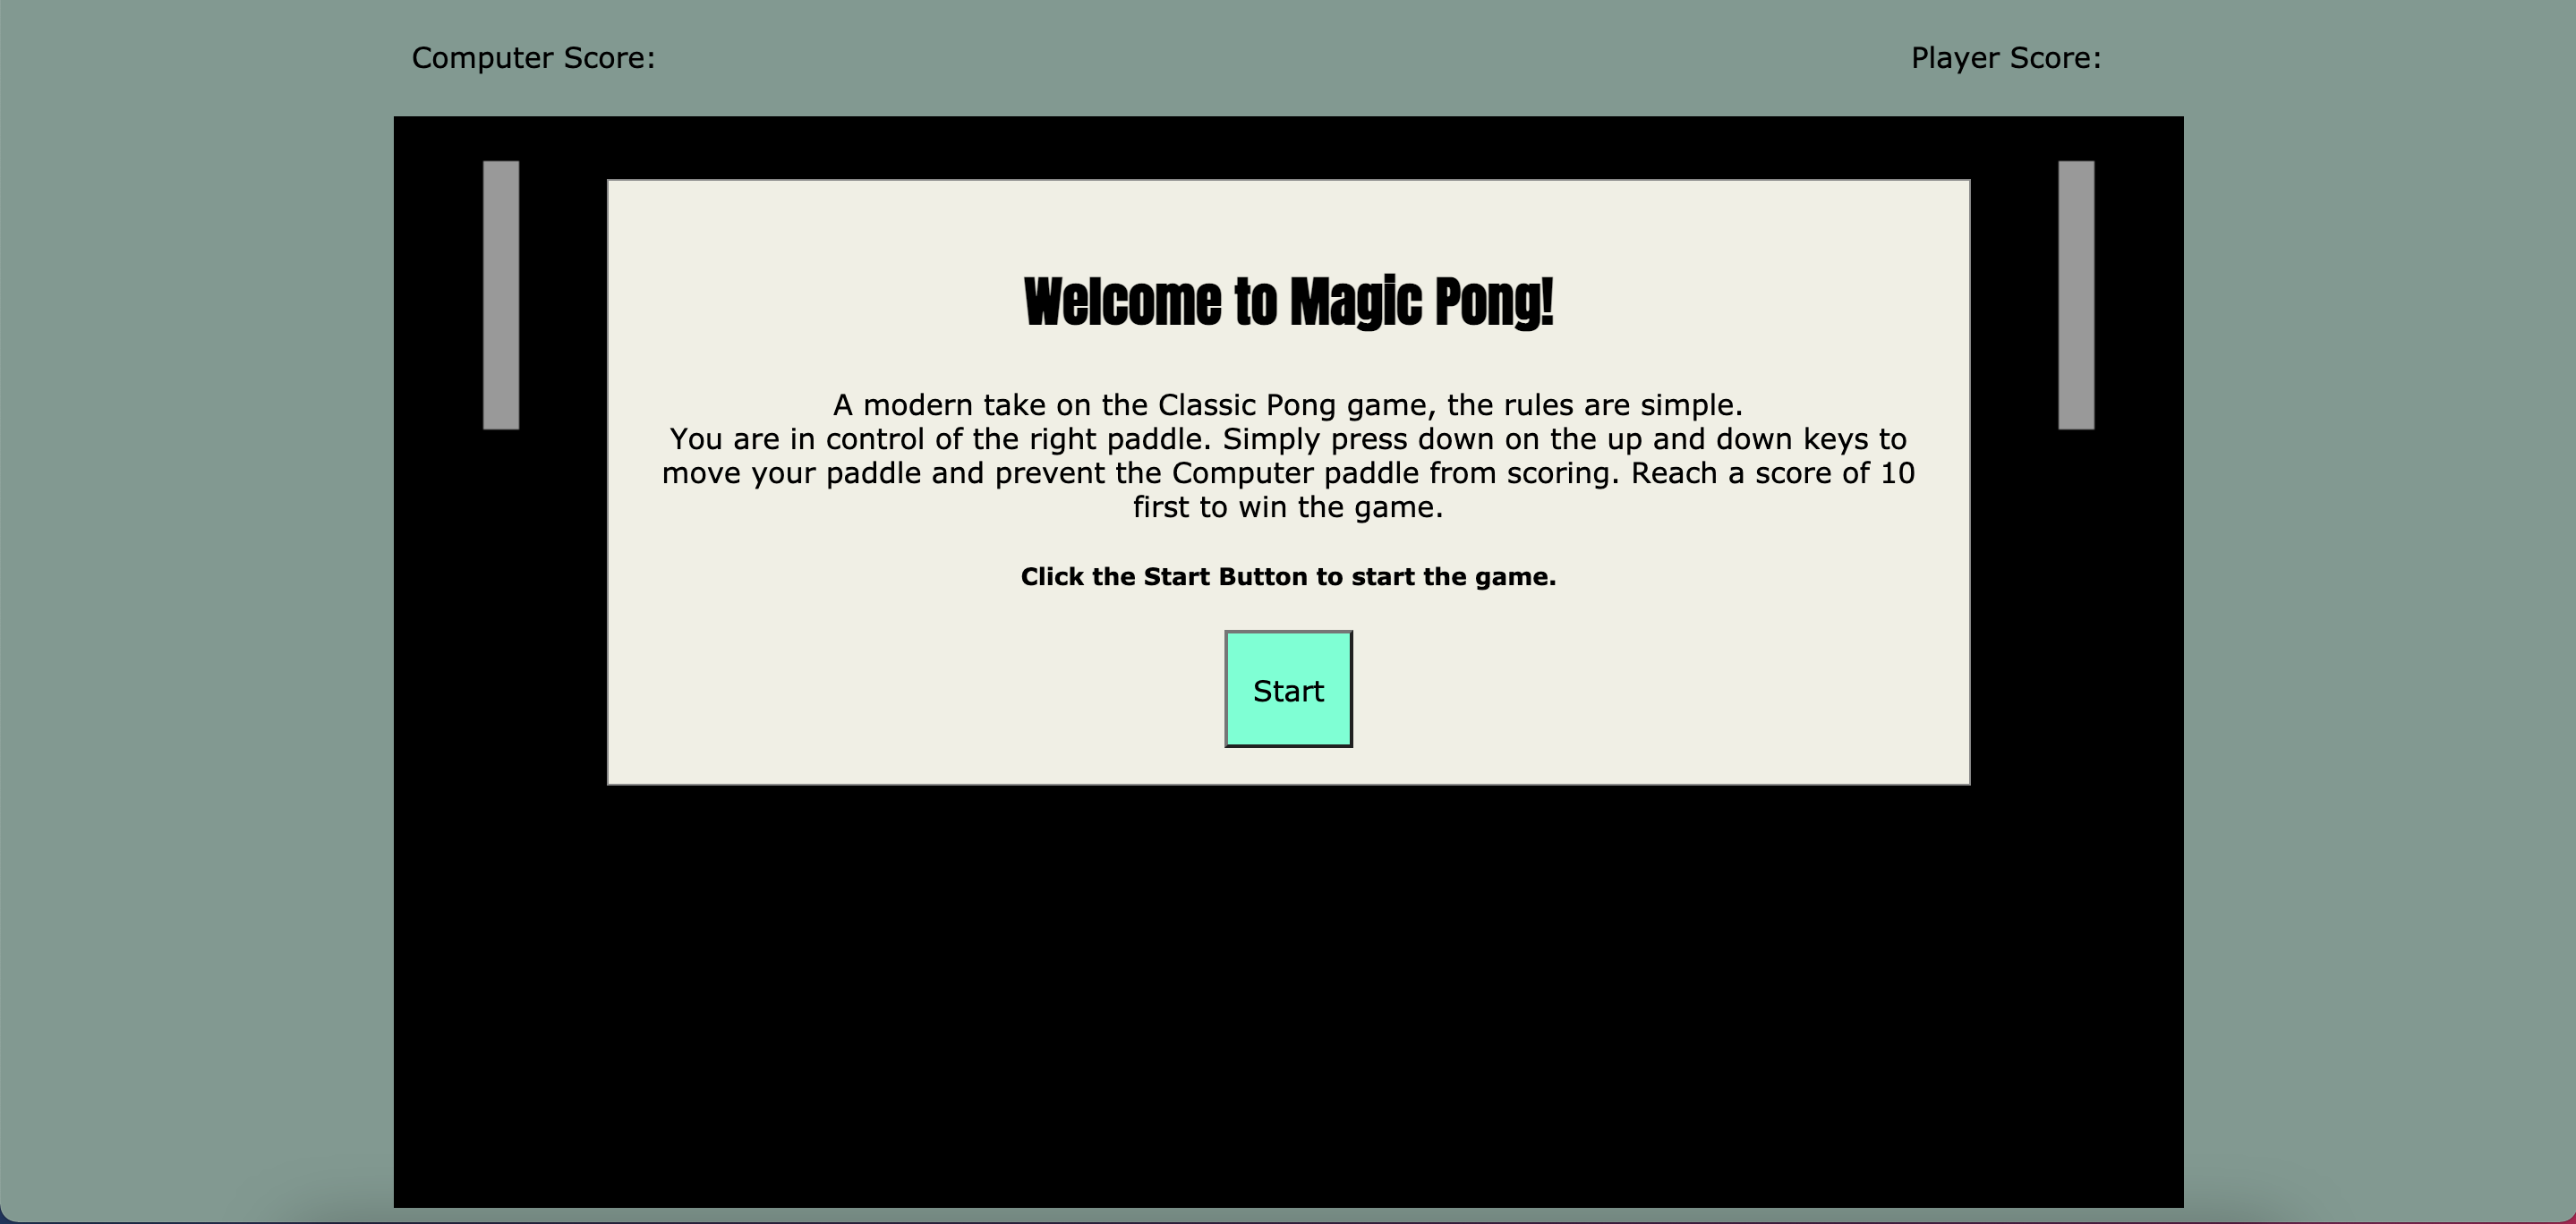 Computer Score:
Player Score:
Welcome to Magic Pong!
A modern take on the Classic Pong game, the rules are simple.
You are in control of the right paddle. Simply press down on the up and down keys to
move your paddle and prevent the Computer paddle from scoring. Reach a score of 10
first to win the game.
Click the Start Button to start the game.
Start